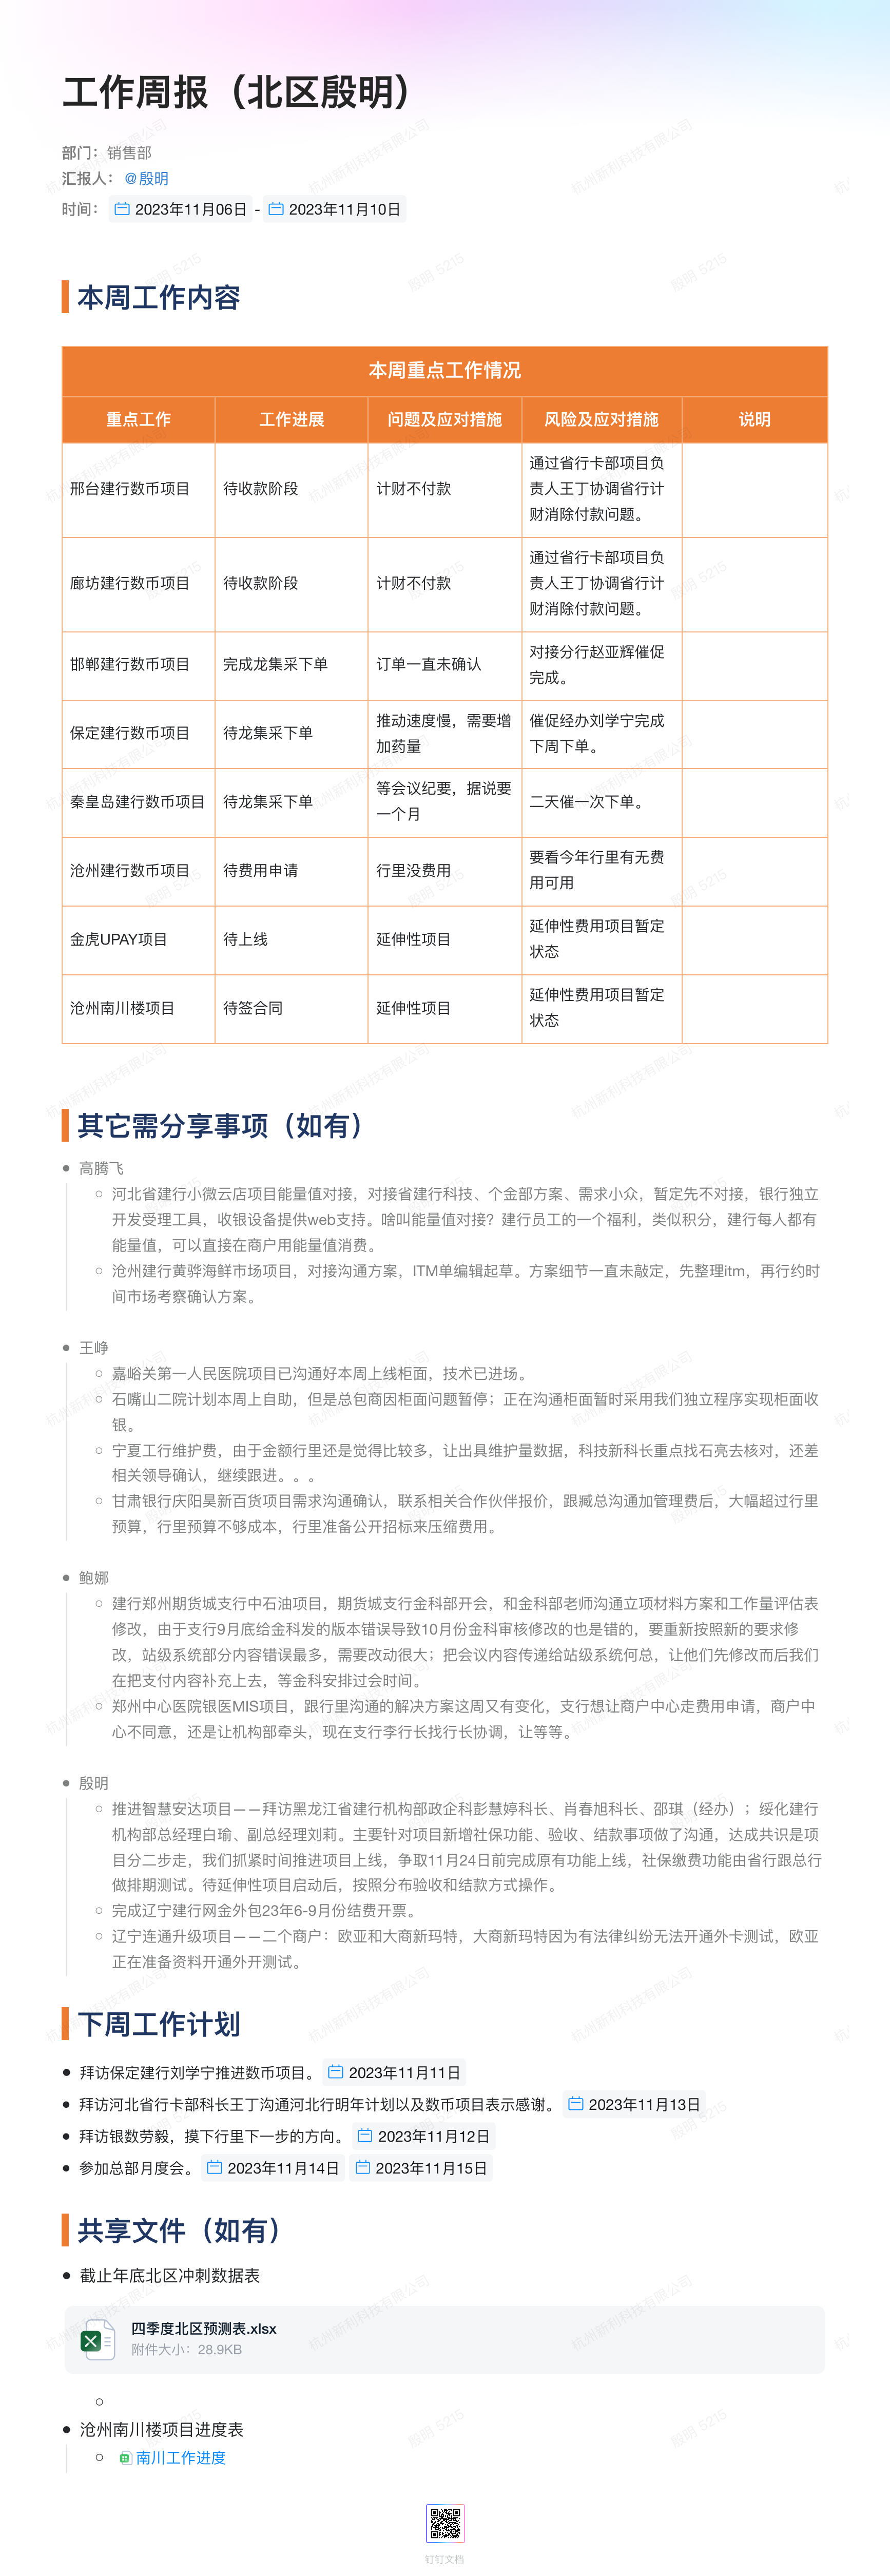 工作周报（北区殷明）
部门：销售部
汇报人：@殷明
时间：2023年11月06日 - 2023年11月10日
本周工作内容
本周重点工作情况
重点工作 工作进展 问题及应对措施 风险及应对措施 说明
邢台建行数币项目 待收款阶段 计财不付款
通过省行卡部项目负
责人王丁协调省行计
财消除付款问题。
廊坊建行数币项目 待收款阶段 计财不付款
通过省行卡部项目负
责人王丁协调省行计
财消除付款问题。
邯郸建行数币项目 完成龙集采下单 订单一直未确认
对接分行赵亚辉催促
完成。
保定建行数币项目 待龙集采下单
推动速度慢，需要增
加药量
催促经办刘学宁完成
下周下单。
秦皇岛建行数币项目 待龙集采下单
等会议纪要，据说要
一个月
二天催一次下单。
沧州建行数币项目 待费用申请 行里没费用
要看今年行里有无费
用可用
金虎UPAY项目 待上线 延伸性项目
延伸性费用项目暂定
状态
沧州南川楼项目 待签合同 延伸性项目
延伸性费用项目暂定
状态
其它需分享事项（如有）
高腾飞
河北省建行小微云店项目能量值对接，对接省建行科技、个金部方案、需求小众，暂定先不对接，银行独立
开发受理工具，收银设备提供web支持。啥叫能量值对接？建行员工的一个福利，类似积分，建行每人都有
能量值，可以直接在商户用能量值消费。
沧州建行黄骅海鲜市场项目，对接沟通方案，ITM单编辑起草。方案细节一直未敲定，先整理itm，再行约时
间市场考察确认方案。
王峥
嘉峪关第一人民医院项目已沟通好本周上线柜面，技术已进场。
石嘴山二院计划本周上自助，但是总包商因柜面问题暂停；正在沟通柜面暂时采用我们独立程序实现柜面收
银。
宁夏工行维护费，由于金额行里还是觉得比较多，让出具维护量数据，科技新科长重点找石亮去核对，还差
相关领导确认，继续跟进。。。
甘肃银行庆阳昊新百货项目需求沟通确认，联系相关合作伙伴报价，跟臧总沟通加管理费后，大幅超过行里
预算，行里预算不够成本，行里准备公开招标来压缩费用。
鲍娜
建行郑州期货城支行中石油项目，期货城支行金科部开会，和金科部老师沟通立项材料方案和工作量评估表
修改，由于支行9月底给金科发的版本错误导致10月份金科审核修改的也是错的，要重新按照新的要求修
改，站级系统部分内容错误最多，需要改动很大；把会议内容传递给站级系统何总，让他们先修改而后我们
在把支付内容补充上去，等金科安排过会时间。
郑州中心医院银医MIS项目，跟行里沟通的解决方案这周又有变化，支行想让商户中心走费用申请，商户中
心不同意，还是让机构部牵头，现在支行李行长找行长协调，让等等。
殷明
推进智慧安达项目——拜访黑龙江省建行机构部政企科彭慧婷科长、肖春旭科长、邵琪（经办）；绥化建行
机构部总经理白瑜、副总经理刘莉。主要针对项目新增社保功能、验收、结款事项做了沟通，达成共识是项
目分二步走，我们抓紧时间推进项目上线，争取11月24日前完成原有功能上线，社保缴费功能由省行跟总行
做排期测试。待延伸性项目启动后，按照分布验收和结款方式操作。
完成辽宁建行网金外包23年6-9月份结费开票。
辽宁连通升级项目——二个商户：欧亚和大商新玛特，大商新玛特因为有法律纠纷无法开通外卡测试，欧亚
正在准备资料开通外开测试。
下周工作计划
拜访保定建行刘学宁推进数币项目。 2023年11月11日
拜访河北省行卡部科长王丁沟通河北行明年计划以及数币项目表示感谢。 2023年11月13日
拜访银数劳毅，摸下行里下一步的方向。 2023年11月12日
参加总部月度会。 2023年11月14日 2023年11月15日
共享文件（如有）
截止年底北区冲刺数据表
四季度北区预测表.xlsx
附件大小：28.9KB
沧州南川楼项目进度表
南川工作进度
钉钉文档
杭州新利科技有限公司
殷明 5215